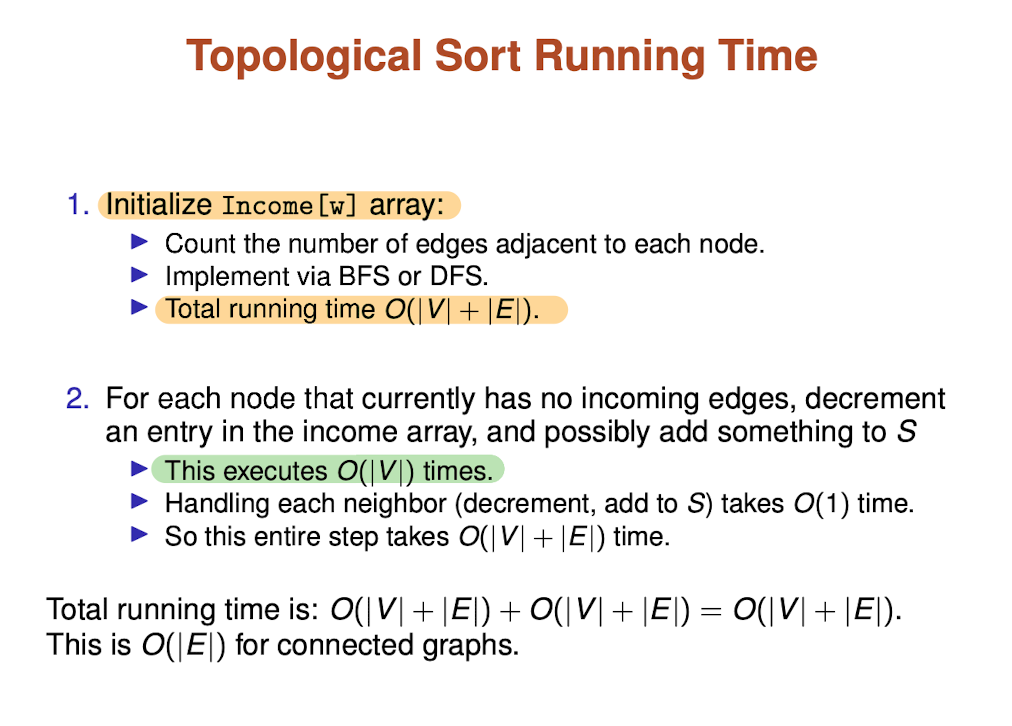 Topological Sort Running Time
1. Initialize Income[w] array:
▶ Count the number of edges adjacent to each node.
▶ Implement via BFS or DFS.
▶ Total running time O(|V| + |E|).
2. For each node that currently has no incoming edges, decrement
an entry in the income array, and possibly add something to S
▶ This executes O(|V|) times.
▶ Handling each neighbor (decrement, add to S) takes O(1) time.
▶ So this entire step takes O(|V| + |E|) time.
Total running time is: O(|V| + |E|) + O(|V| + |E|) = O(|V| + |E|).
This is O(|E|) for connected graphs.